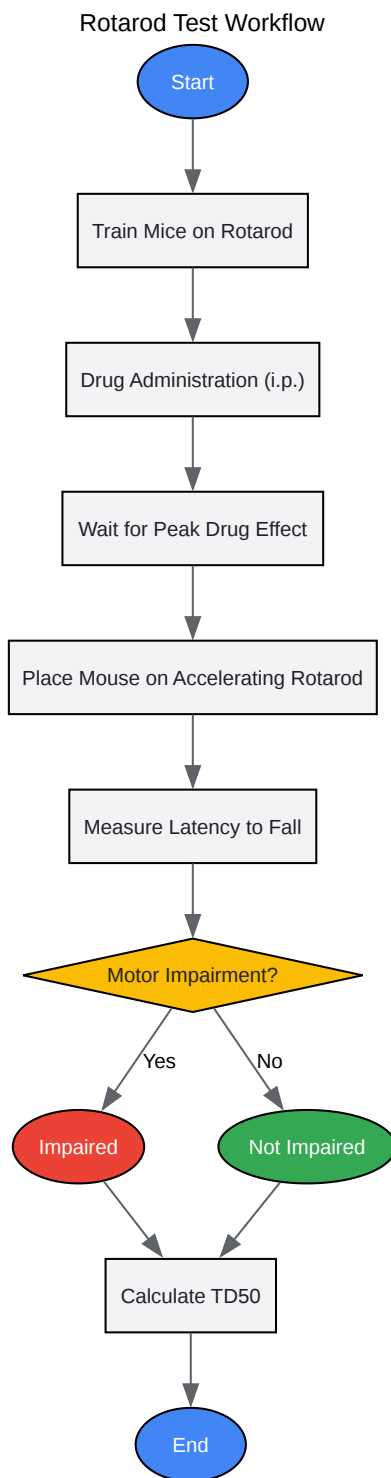 Rotarod Test Workflow
Start
Train Mice on Rotarod
Drug Administration (i.p.)
Wait for Peak Drug Effect
Place Mouse on Accelerating Rotarod
Measure Latency to Fall
Motor Impairment?
Yes
No
Impaired
Not Impaired
Calculate TD50
End